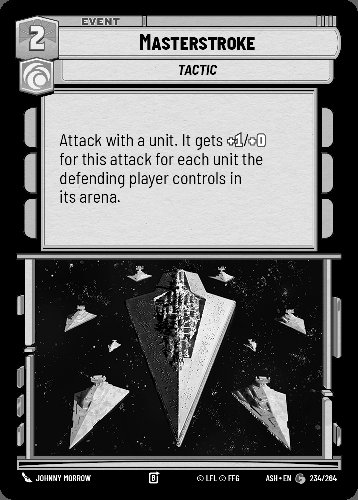 EVENT
2
MASTERSTROKE
TACTIC
Attack with a unit. It gets +1/+0
for this attack for each unit the
defending player controls in
its arena.
JOHNNY MORROW
© LFL © FFG
ASH • EN
234/264